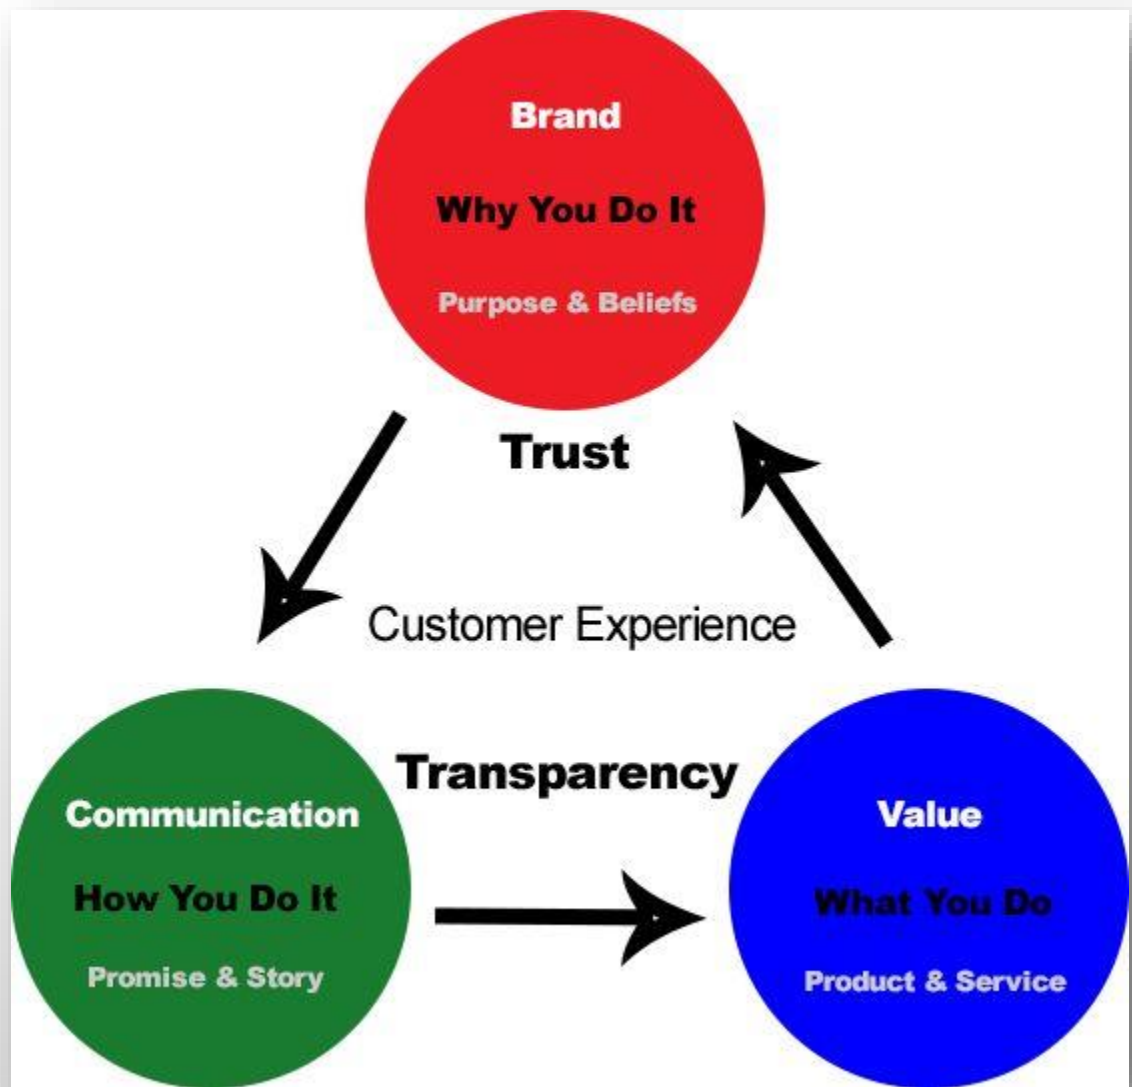 Brand
Why You Do It
Purpose & Beliefs
Trust
Customer Experience
Transparency
Communication
How You Do It
Promise & Story
Value
What You Do
Product & Service